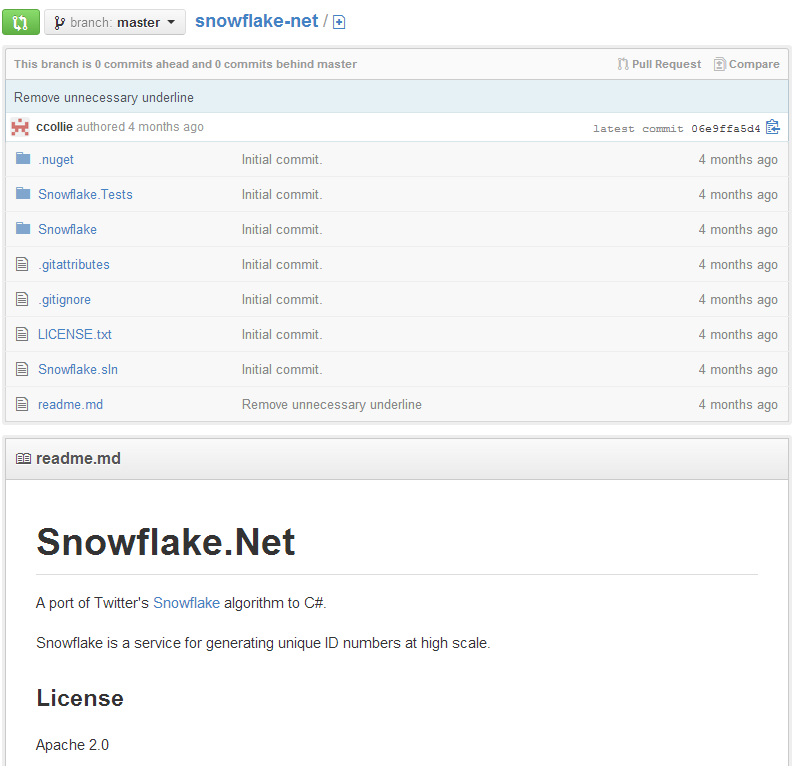 branch: master snowflake-net /
This branch is 0 commits ahead and 0 commits behind master Pull Request Compare
Remove unnecessary underline
ccollie authored 4 months ago latest commit 06e9ffa5d4
.nuget Initial commit. 4 months ago
Snowflake.Tests Initial commit. 4 months ago
Snowflake Initial commit. 4 months ago
.gitattributes Initial commit. 4 months ago
.gitignore Initial commit. 4 months ago
LICENSE.txt Initial commit. 4 months ago
Snowflake.sln Initial commit. 4 months ago
readme.md Remove unnecessary underline 4 months ago
readme.md
Snowflake.Net
A port of Twitter's Snowflake algorithm to C#.
Snowflake is a service for generating unique ID numbers at high scale.
License
Apache 2.0